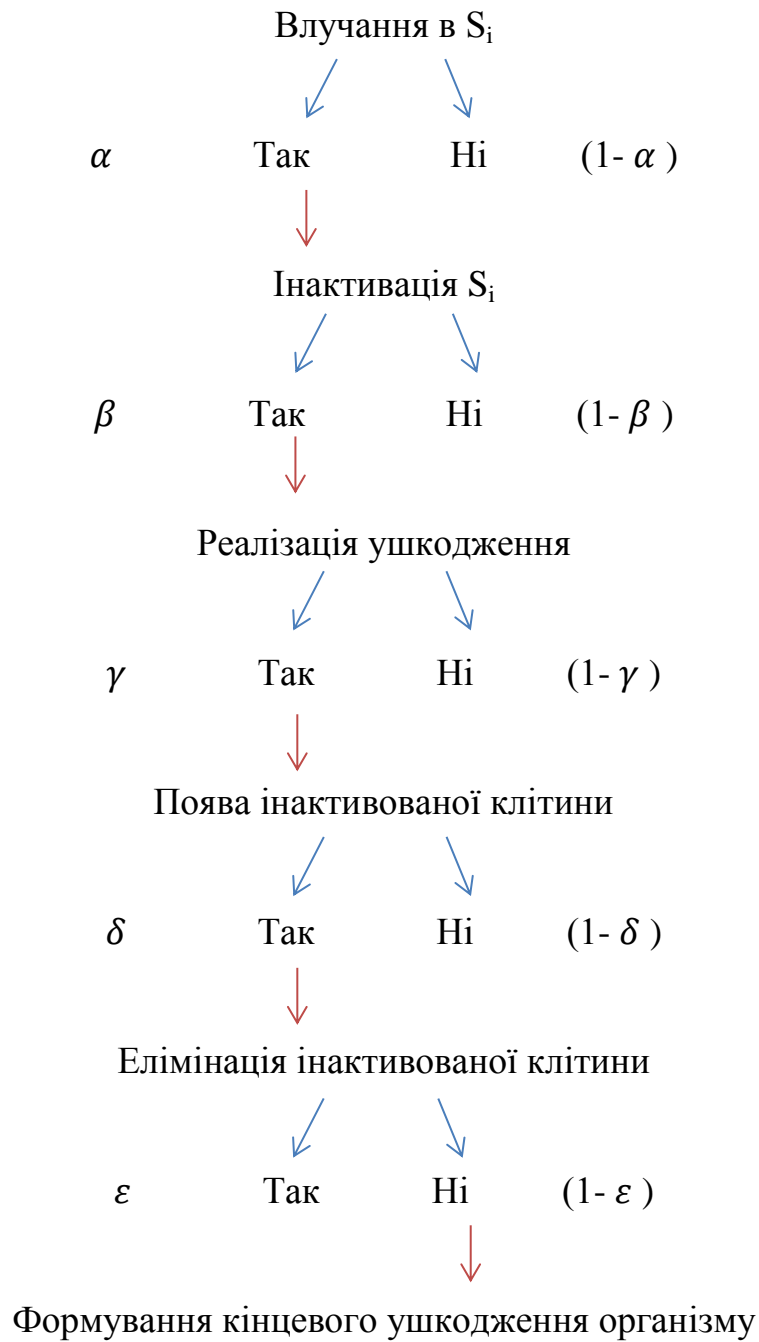 Влучання в Sᵢ
α Так Ні (1- α )
Інактивація Sᵢ
β Так Ні (1- β )
Реалізація ушкодження
γ Так Ні (1- γ )
Поява інактивованої клітини
δ Так Ні (1- δ )
Елімінація інактивованої клітини
ε Так Ні (1- ε )
Формування кінцевого ушкодження організму